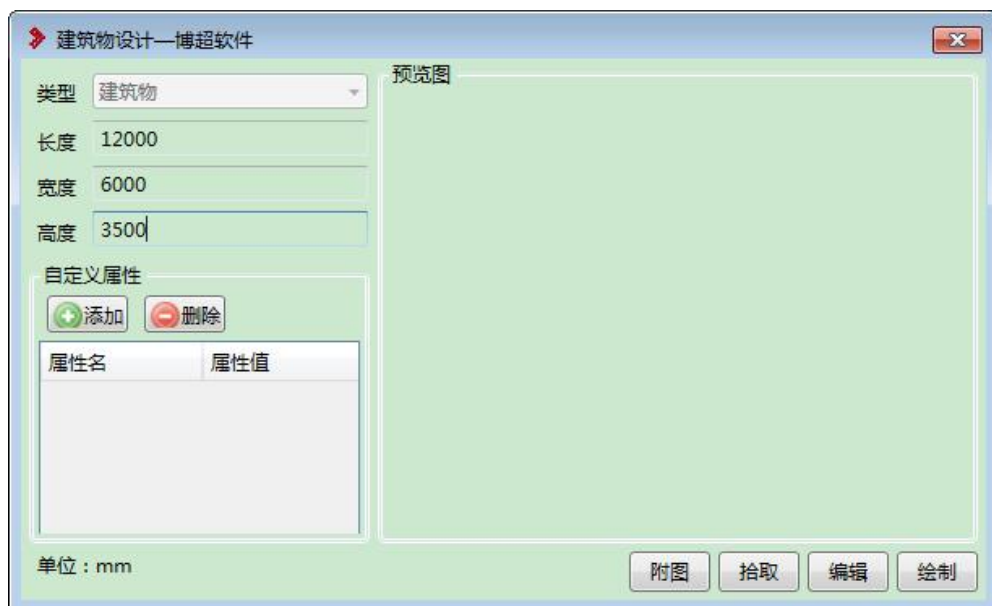 建筑物设计—博超软件
类型 建筑物
长度 12000
宽度 6000
高度 3500
自定义属性
添加 删除
属性名 属性值
预览图
单位：mm
附图 拾取 编辑 绘制